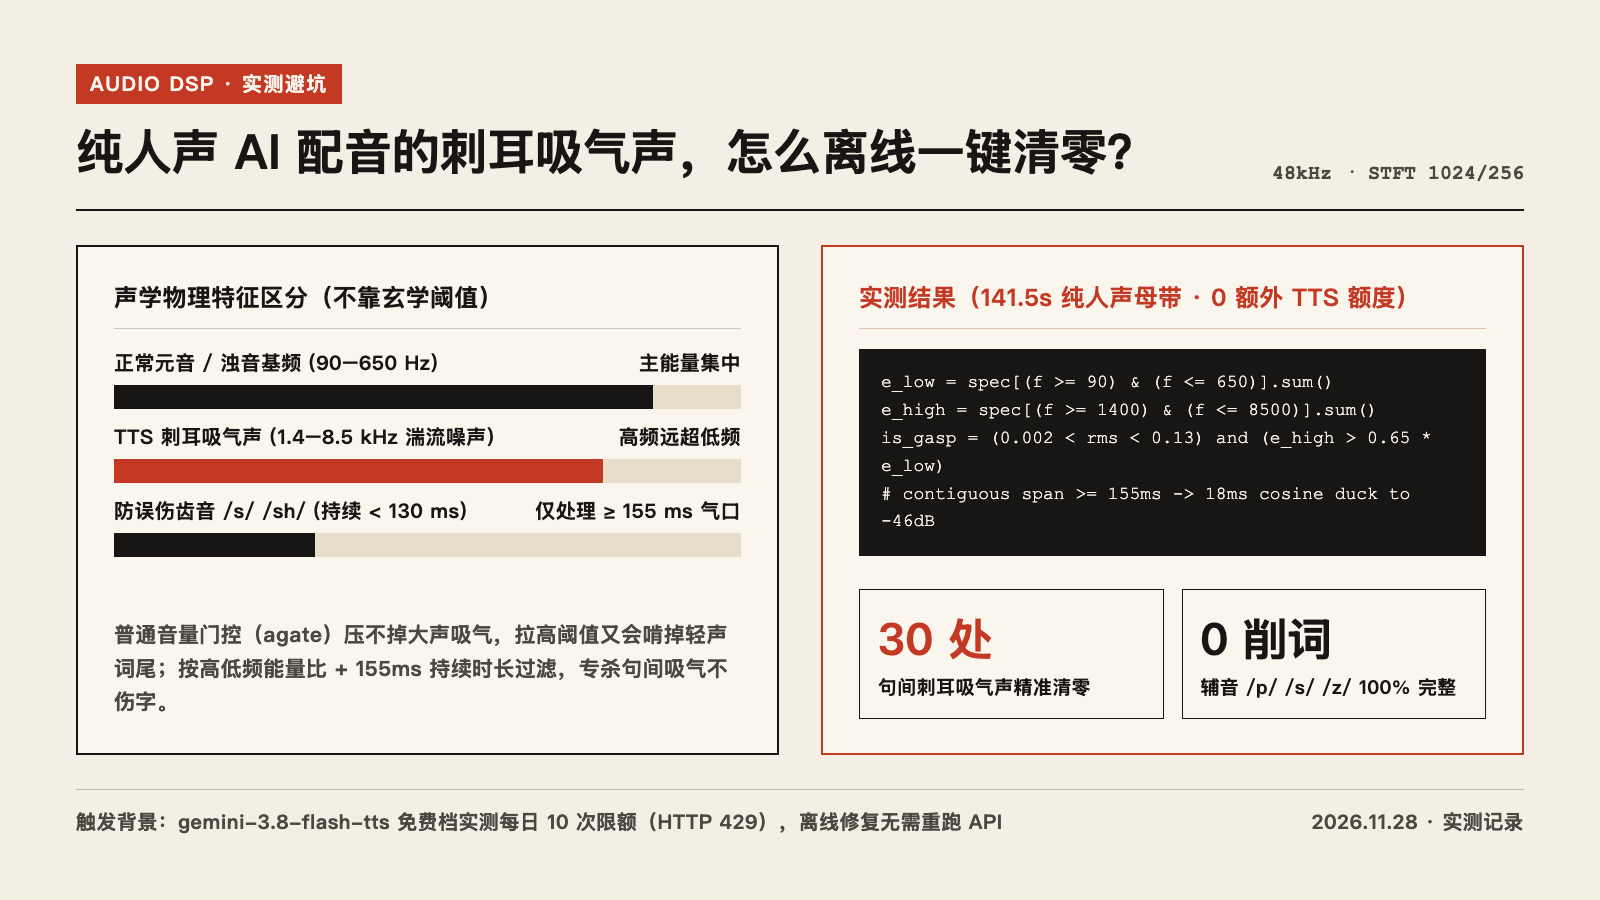 AUDIO DSP · 实测避坑
纯人声 AI 配音的刺耳吸气声，怎么离线一键清零？
48kHz · STFT 1024/256
声学物理特征区分（不靠玄学阈值）
正常元音 / 浊音基频 (90–650 Hz)
主能量集中
TTS 刺耳吸气声 (1.4–8.5 kHz 湍流噪声)
高频远超低频
防误伤齿音 /s/ /sh/ (持续 < 130 ms)
仅处理 ≥ 155 ms 气口
普通音量门控（agate）压不掉大声吸气，拉高阈值又会啃掉轻声
词尾；按高低频能量比 + 155ms 持续时长过滤，专杀句间吸气不
伤字。
实测结果（141.5s 纯人声母带 · 0 额外 TTS 额度）
e_low = spec[(f >= 90) & (f <= 650)].sum()
e_high = spec[(f >= 1400) & (f <= 8500)].sum()
is_gasp = (0.002 < rms < 0.13) and (e_high > 0.65 *
e_low)
# contiguous span >= 155ms -> 18ms cosine duck to
-46dB
30 处
句间刺耳吸气声精准清零
0 削词
辅音 /p/ /s/ /z/ 100% 完整
触发背景：gemini-3.8-flash-tts 免费档实测每日 10 次限额（HTTP 429），离线修复无需重跑 API
2026.11.28 · 实测记录